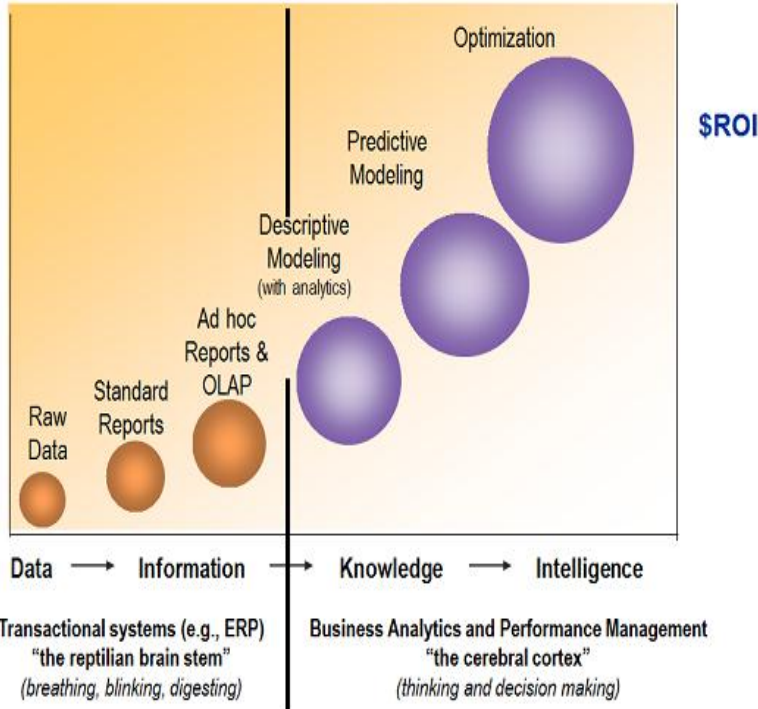 Optimization
$ROI
Predictive
Modeling
Descriptive
Modeling
(with analytics)
Ad hoc
Reports &
OLAP
Standard
Reports
Raw
Data
Data → Information → Knowledge → Intelligence
Transactional systems (e.g., ERP)
“the reptilian brain stem”
(breathing, blinking, digesting)
Business Analytics and Performance Management
“the cerebral cortex”
(thinking and decision making)